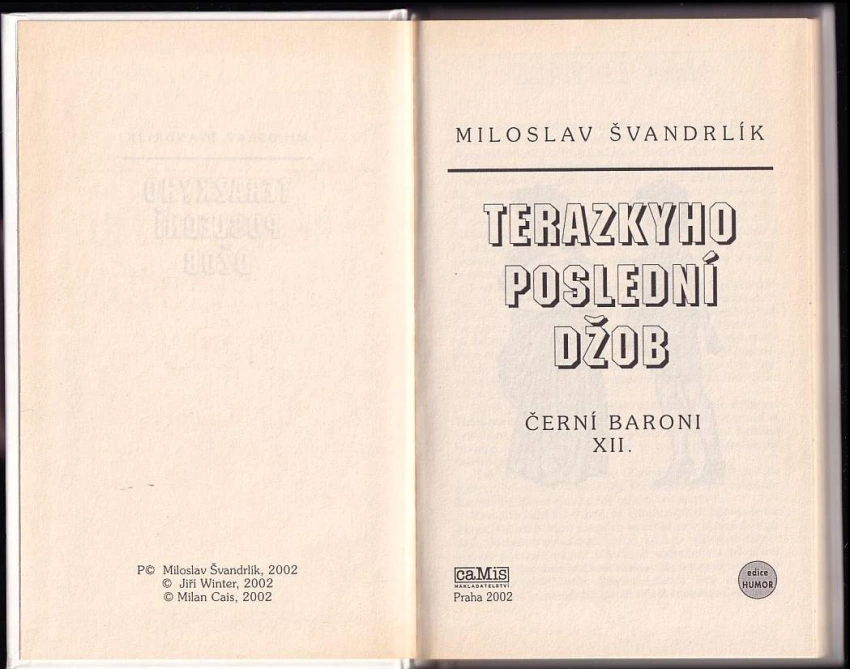 P© Miloslav Švandrlík, 2002
© Jiří Winter, 2002
© Milan Cais, 2002
MILOSLAV ŠVANDRLÍK
TERAZKYHO
POSLEDNÍ
DŽOB
ČERNÍ BARONI
XII.
caMis
NAKLADATELSTVÍ
Praha 2002
edice
HUMOR